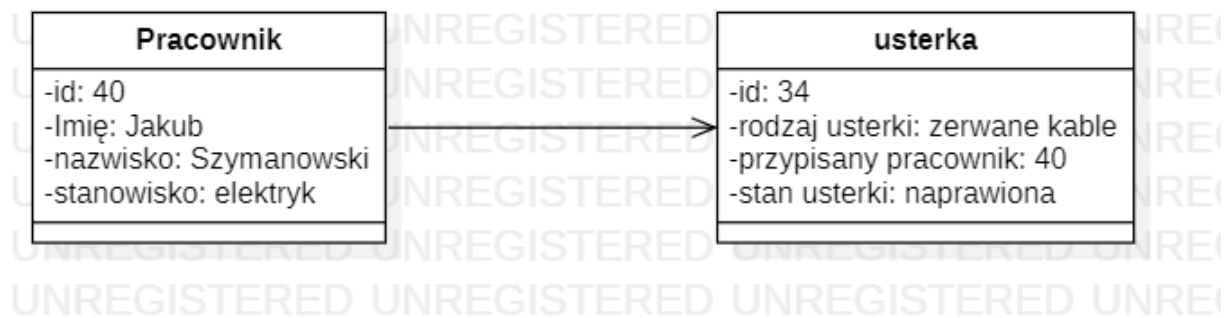 Pracownik
-id: 40
-Imię: Jakub
-nazwisko: Szymanowski
-stanowisko: elektryk
usterka
-id: 34
-rodzaj usterki: zerwane kable
-przypisany pracownik: 40
-stan usterki: naprawiona
UNREGISTERED UNREGISTERED UNREGISTERED UNRE